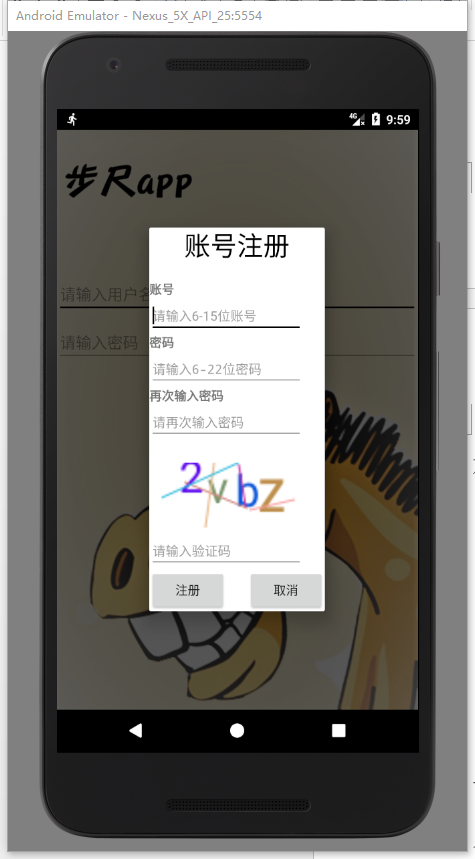 Android Emulator - Nexus_5X_API_25:5554
4G
9:59
步尺app
请输入用户名
请输入密码
账号注册
账号
请输入6-15位账号
密码
请输入6-22位密码
再次输入密码
请再次输入密码
2vbz
请输入验证码
注册
取消